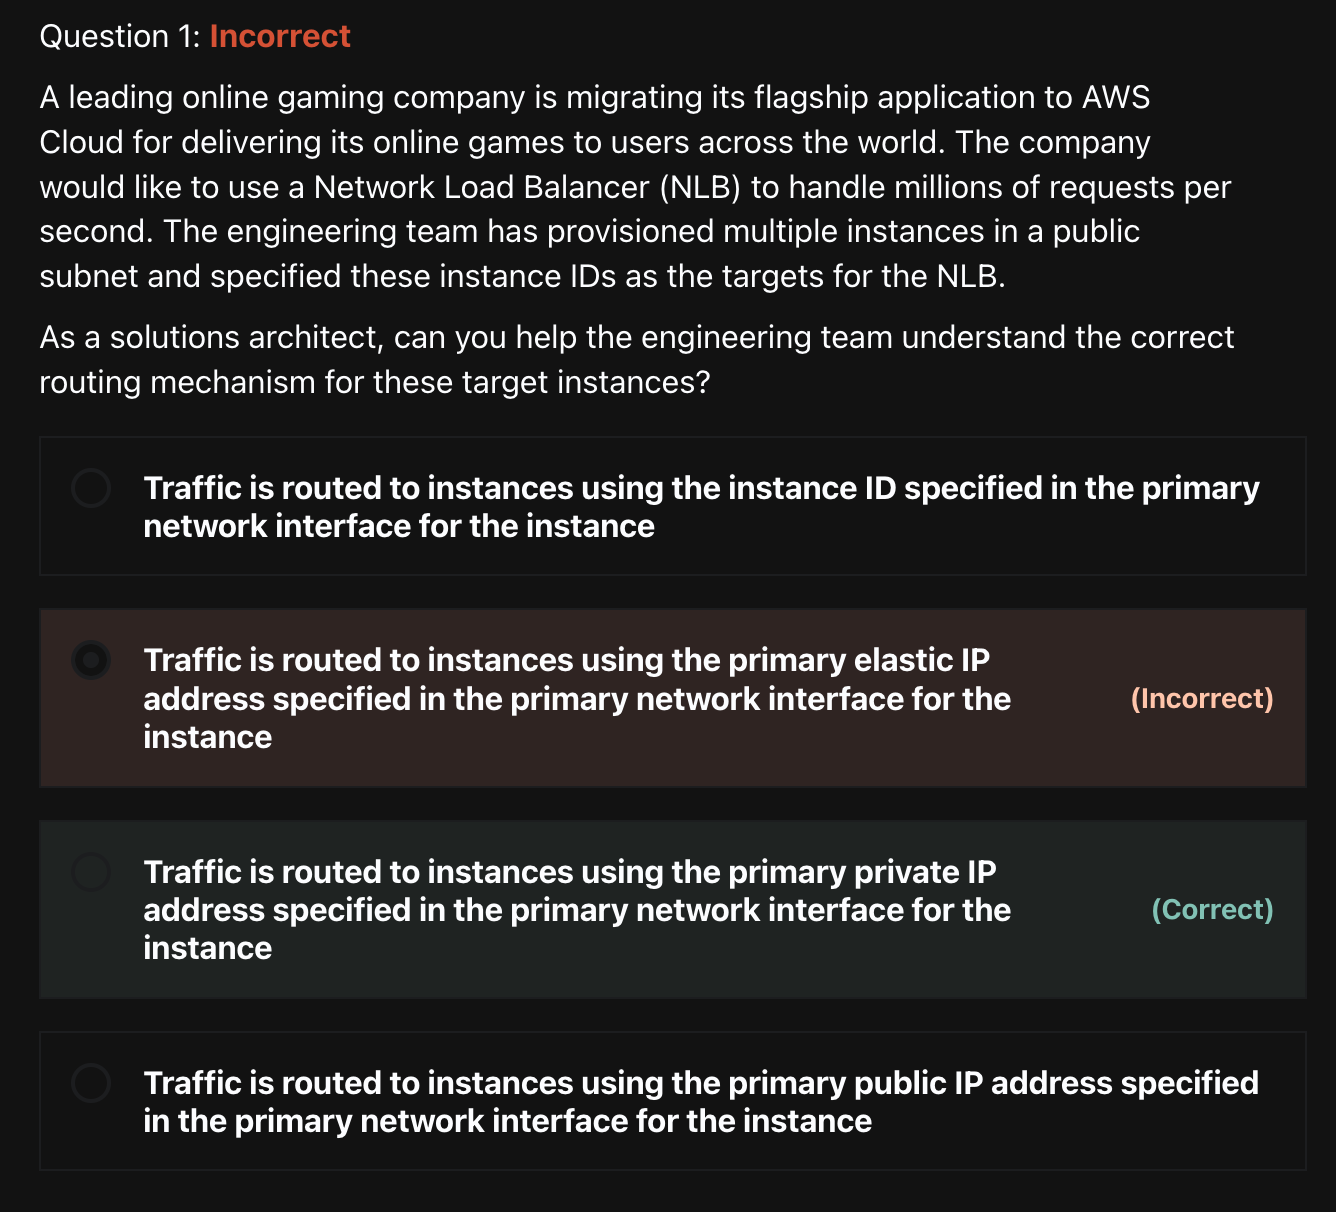 Question 1: Incorrect
A leading online gaming company is migrating its flagship application to AWS
Cloud for delivering its online games to users across the world. The company
would like to use a Network Load Balancer (NLB) to handle millions of requests per
second. The engineering team has provisioned multiple instances in a public
subnet and specified these instance IDs as the targets for the NLB.
As a solutions architect, can you help the engineering team understand the correct
routing mechanism for these target instances?
Traffic is routed to instances using the instance ID specified in the primary
network interface for the instance
Traffic is routed to instances using the primary elastic IP
address specified in the primary network interface for the
instance
(Incorrect)
Traffic is routed to instances using the primary private IP
address specified in the primary network interface for the
instance
(Correct)
Traffic is routed to instances using the primary public IP address specified
in the primary network interface for the instance